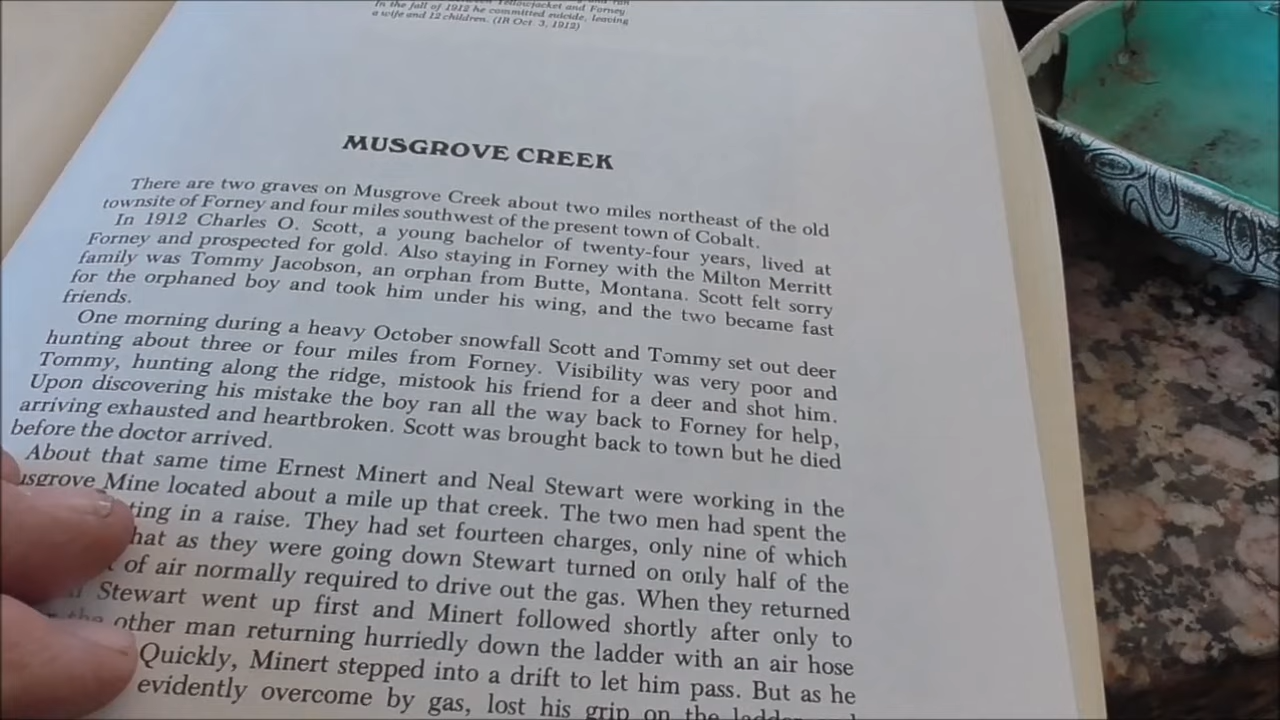 In the fall of 1912 he committed suicide, leaving
a wife and 12 children. (IR Oct 3, 1912)
MUSGROVE CREEK
There are two graves on Musgrove Creek about two miles northeast of the old
townsite of Forney and four miles southwest of the present town of Cobalt.
In 1912 Charles O. Scott, a young bachelor of twenty-four years, lived at
Forney and prospected for gold. Also staying in Forney with the Milton Merritt
family was Tommy Jacobson, an orphan from Butte, Montana. Scott felt sorry
for the orphaned boy and took him under his wing, and the two became fast
friends.
One morning during a heavy October snowfall Scott and Tommy set out deer
hunting about three or four miles from Forney. Visibility was very poor and
Tommy, hunting along the ridge, mistook his friend for a deer and shot him.
Upon discovering his mistake the boy ran all the way back to Forney for help,
arriving exhausted and heartbroken. Scott was brought back to town but he died
before the doctor arrived.
About that same time Ernest Minert and Neal Stewart were working in the
usgrove Mine located about a mile up that creek. The two men had spent the
ting in a raise. They had set fourteen charges, only nine of which
hat as they were going down Stewart turned on only half of the
of air normally required to drive out the gas. When they returned
Stewart went up first and Minert followed shortly after only to
the other man returning hurriedly down the ladder with an air hose
Quickly, Minert stepped into a drift to let him pass. But as he
evidently overcome by gas, lost his grip on the ladder